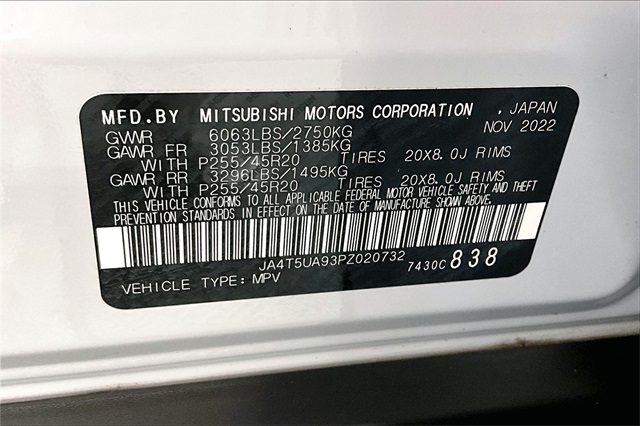 MFD.BY MITSUBISHI MOTORS CORPORATION , JAPAN
GVWR 6063LBS/2750KG NOV 2022
GAWR FR 3053LBS/1385KG
WITH P255/45R20 TIRES 20X8.0J RIMS
GAWR RR 3296LBS/1495KG
WITH P255/45R20 TIRES 20X8.0J RIMS
THIS VEHICLE CONFORMS TO ALL APPLICABLE FEDERAL MOTOR VEHICLE SAFETY AND THEFT
PREVENTION STANDARDS IN EFFECT ON THE DATE OF MANUFACTURE SHOWN ABOVE.
JA4T5UA93PZ020732
VEHICLE TYPE: MPV 7430C 838